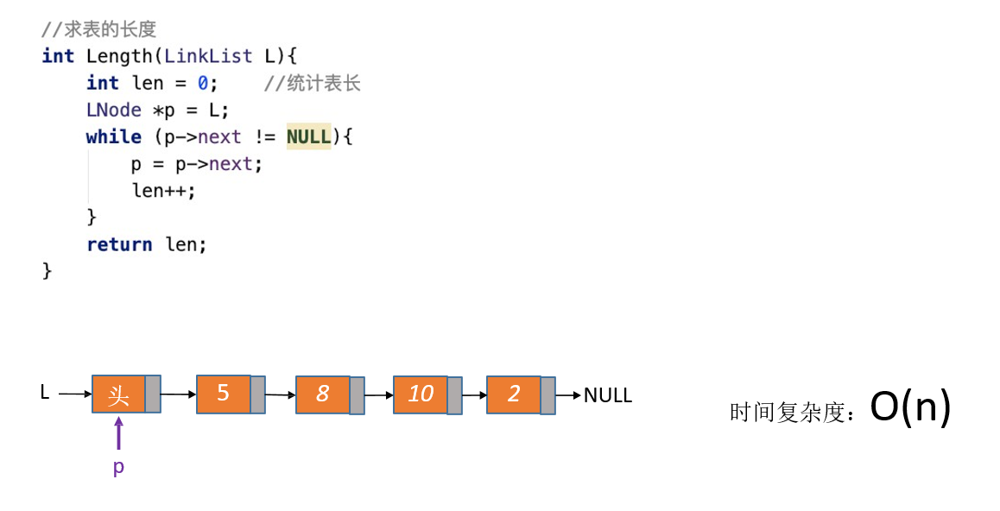 //求表的长度
int Length(LinkList L){
    int len = 0;    //统计表长
    LNode *p = L;
    while (p->next != NULL){
        p = p->next;
        len++;
    }
    return len;
}
L 头 5 8 10 2 NULL
时间复杂度：O(n)
p